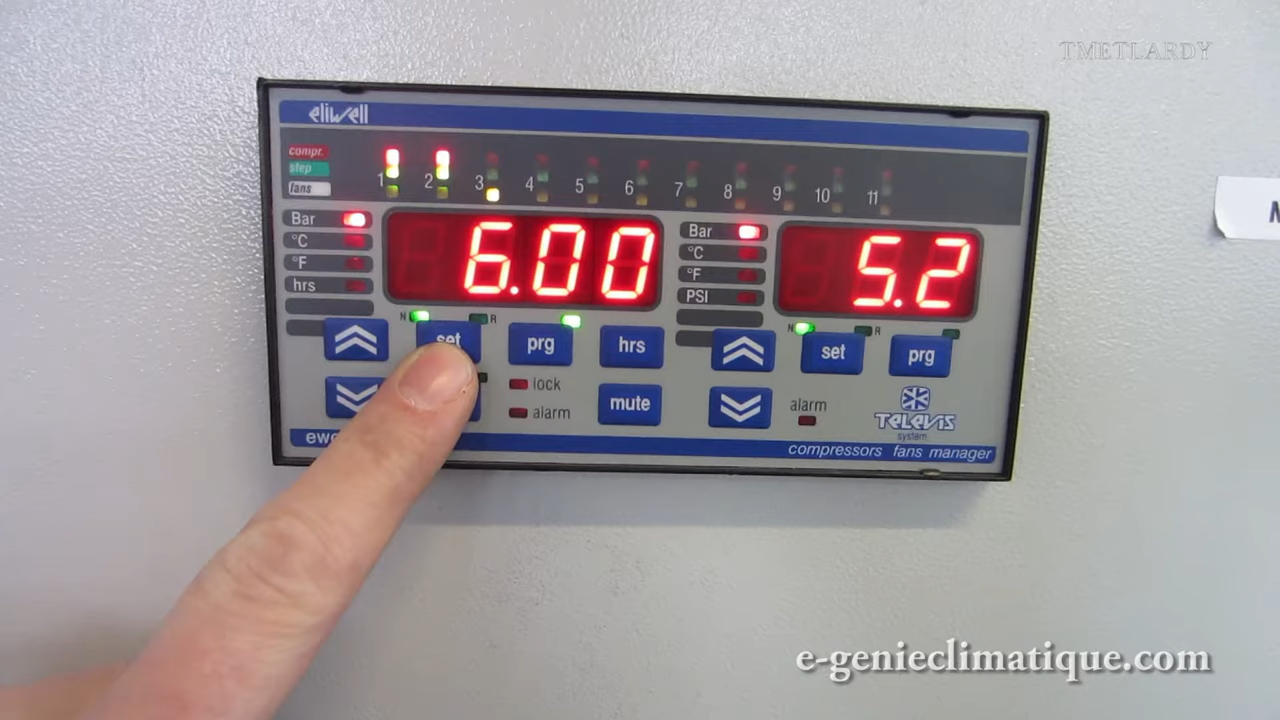 TMETLARDY
eliwell
compr.
step
fans
1 2 3 4 5 6 7 8 9 10 11
Bar
°C
°F
hrs
6.00
Bar
°C
°F
PSI
5.2
N R
set prg hrs
lock
alarm
mute
N R
set prg
alarm
TELEVIS
system
compressors fans manager
e-genieclimatique.com